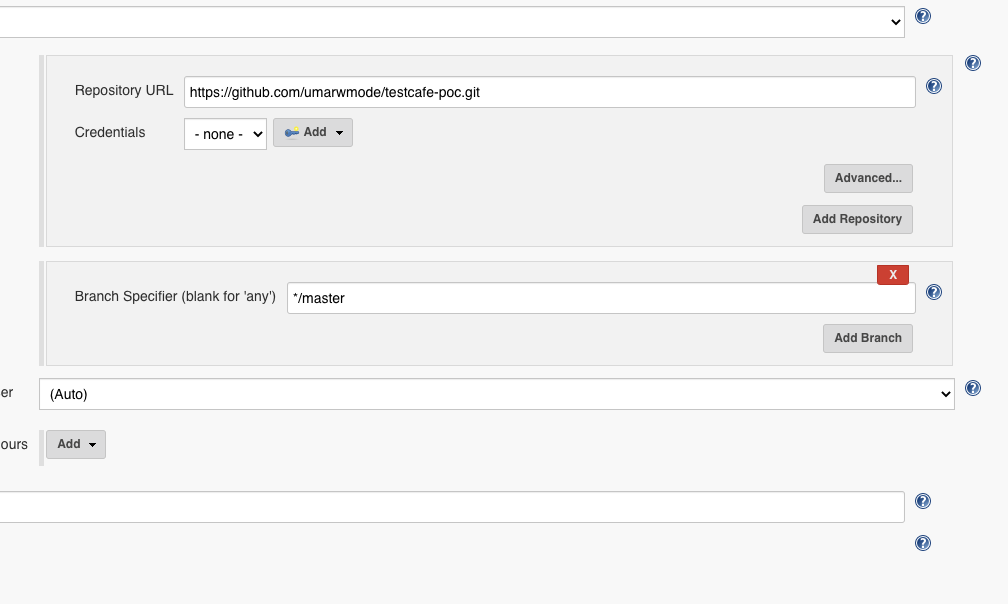 Repository URL https://github.com/umarwmode/testcafe-poc.git
Credentials - none - Add
Advanced...
Add Repository
X
Branch Specifier (blank for 'any') */master
Add Branch
er (Auto)
ours Add